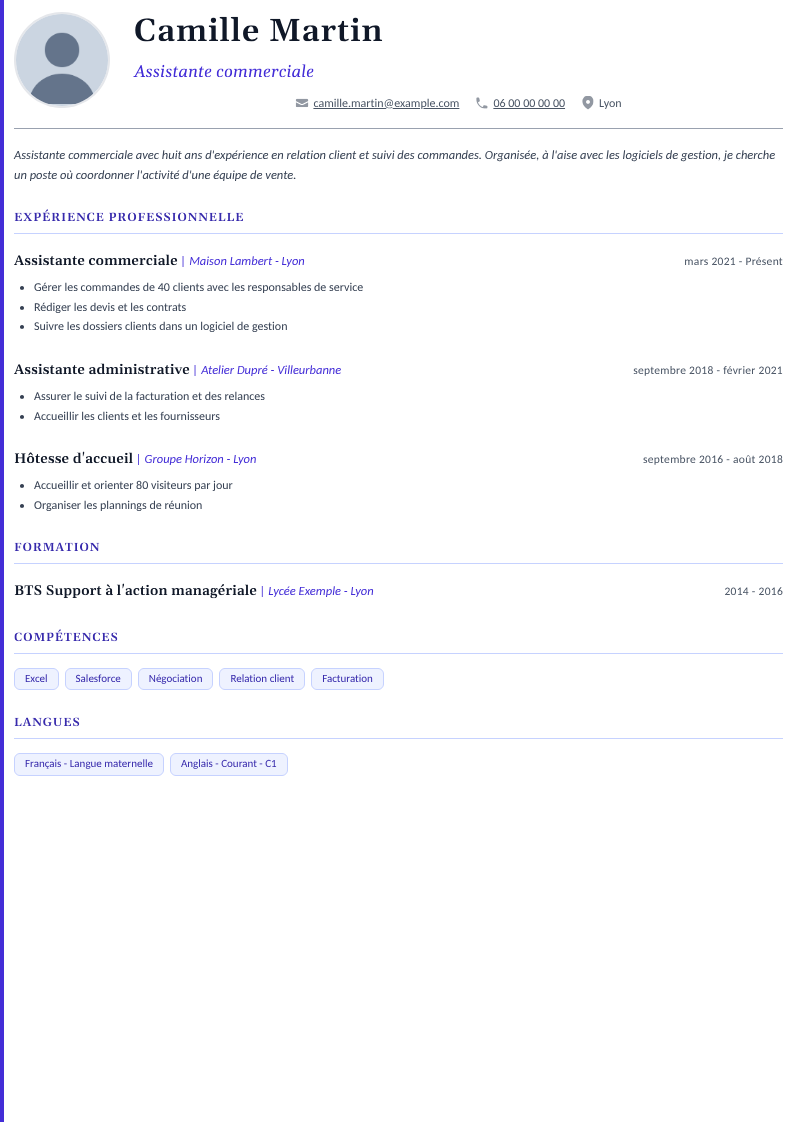 Camille Martin
Assistante commerciale
camille.martin@example.com 06 00 00 00 00 Lyon
Assistante commerciale avec huit ans d'expérience en relation client et suivi des commandes. Organisée, à l'aise avec les logiciels de gestion, je cherche
un poste où coordonner l'activité d'une équipe de vente.
EXPÉRIENCE PROFESSIONNELLE
Assistante commerciale | Maison Lambert - Lyon mars 2021 - Présent
• Gérer les commandes de 40 clients avec les responsables de service
• Rédiger les devis et les contrats
• Suivre les dossiers clients dans un logiciel de gestion
Assistante administrative | Atelier Dupré - Villeurbanne septembre 2018 - février 2021
• Assurer le suivi de la facturation et des relances
• Accueillir les clients et les fournisseurs
Hôtesse d'accueil | Groupe Horizon - Lyon septembre 2016 - août 2018
• Accueillir et orienter 80 visiteurs par jour
• Organiser les plannings de réunion
FORMATION
BTS Support à l'action managériale | Lycée Exemple - Lyon 2014 - 2016
COMPÉTENCES
Excel Salesforce Négociation Relation client Facturation
LANGUES
Français - Langue maternelle Anglais - Courant - C1